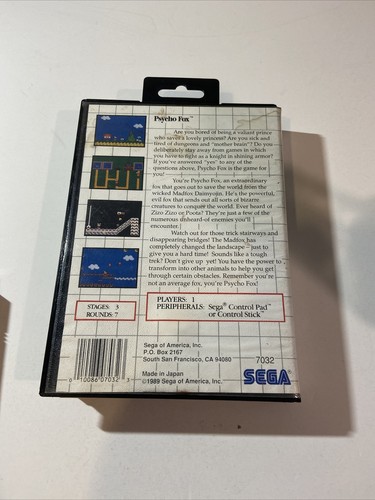 Psycho Fox™
Are you bored of being a valiant prince
who saves a lovely princess? Are you sick and
tired of dungeons and "mother brain"? Do you
deliberately stay away from games in which
you have to fight as a knight in shining armor?
If you've answered "yes" to any of the
questions above, Psycho Fox is the game for
you!
You're Psycho Fox, an extraordinary
fox that goes out to save the world from the
wicked Madfox Daimyojin. He's the powerful,
evil fox that sends out all sorts of bizarre
creatures to conquer the world. Ever heard of
Zizo Zizo or Poota? They're just a few of the
numerous unheard-of enemies you'll
encounter.
Watch out for those trick stairways and
disappearing bridges! The Madfox has
completely changed the landscape – just to
give you a hard time! Sounds like a tough
trek? Don't give up yet! You have the power to
transform into other animals to help you get
through certain obstacles. Remember you're
not an average fox, you're Psycho Fox!
STAGES: 3
ROUNDS: 7
PLAYERS: 1
PERIPHERALS: Sega® Control Pad™
or Control Stick™
Sega of America, Inc.
P.O. Box 2167
South San Francisco, CA 94080
7032
Made in Japan
©1989 Sega of America, Inc.
SEGA®
0 10086 07032 3